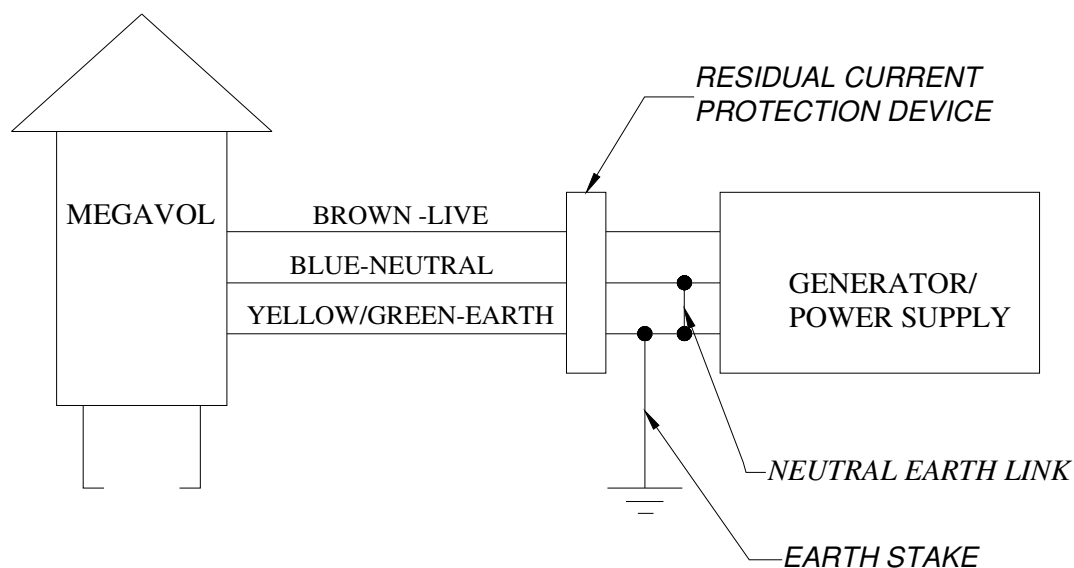 RESIDUAL CURRENT
PROTECTION DEVICE
MEGAVOL
BROWN -LIVE
BLUE-NEUTRAL
YELLOW/GREEN-EARTH
GENERATOR/
POWER SUPPLY
NEUTRAL EARTH LINK
EARTH STAKE